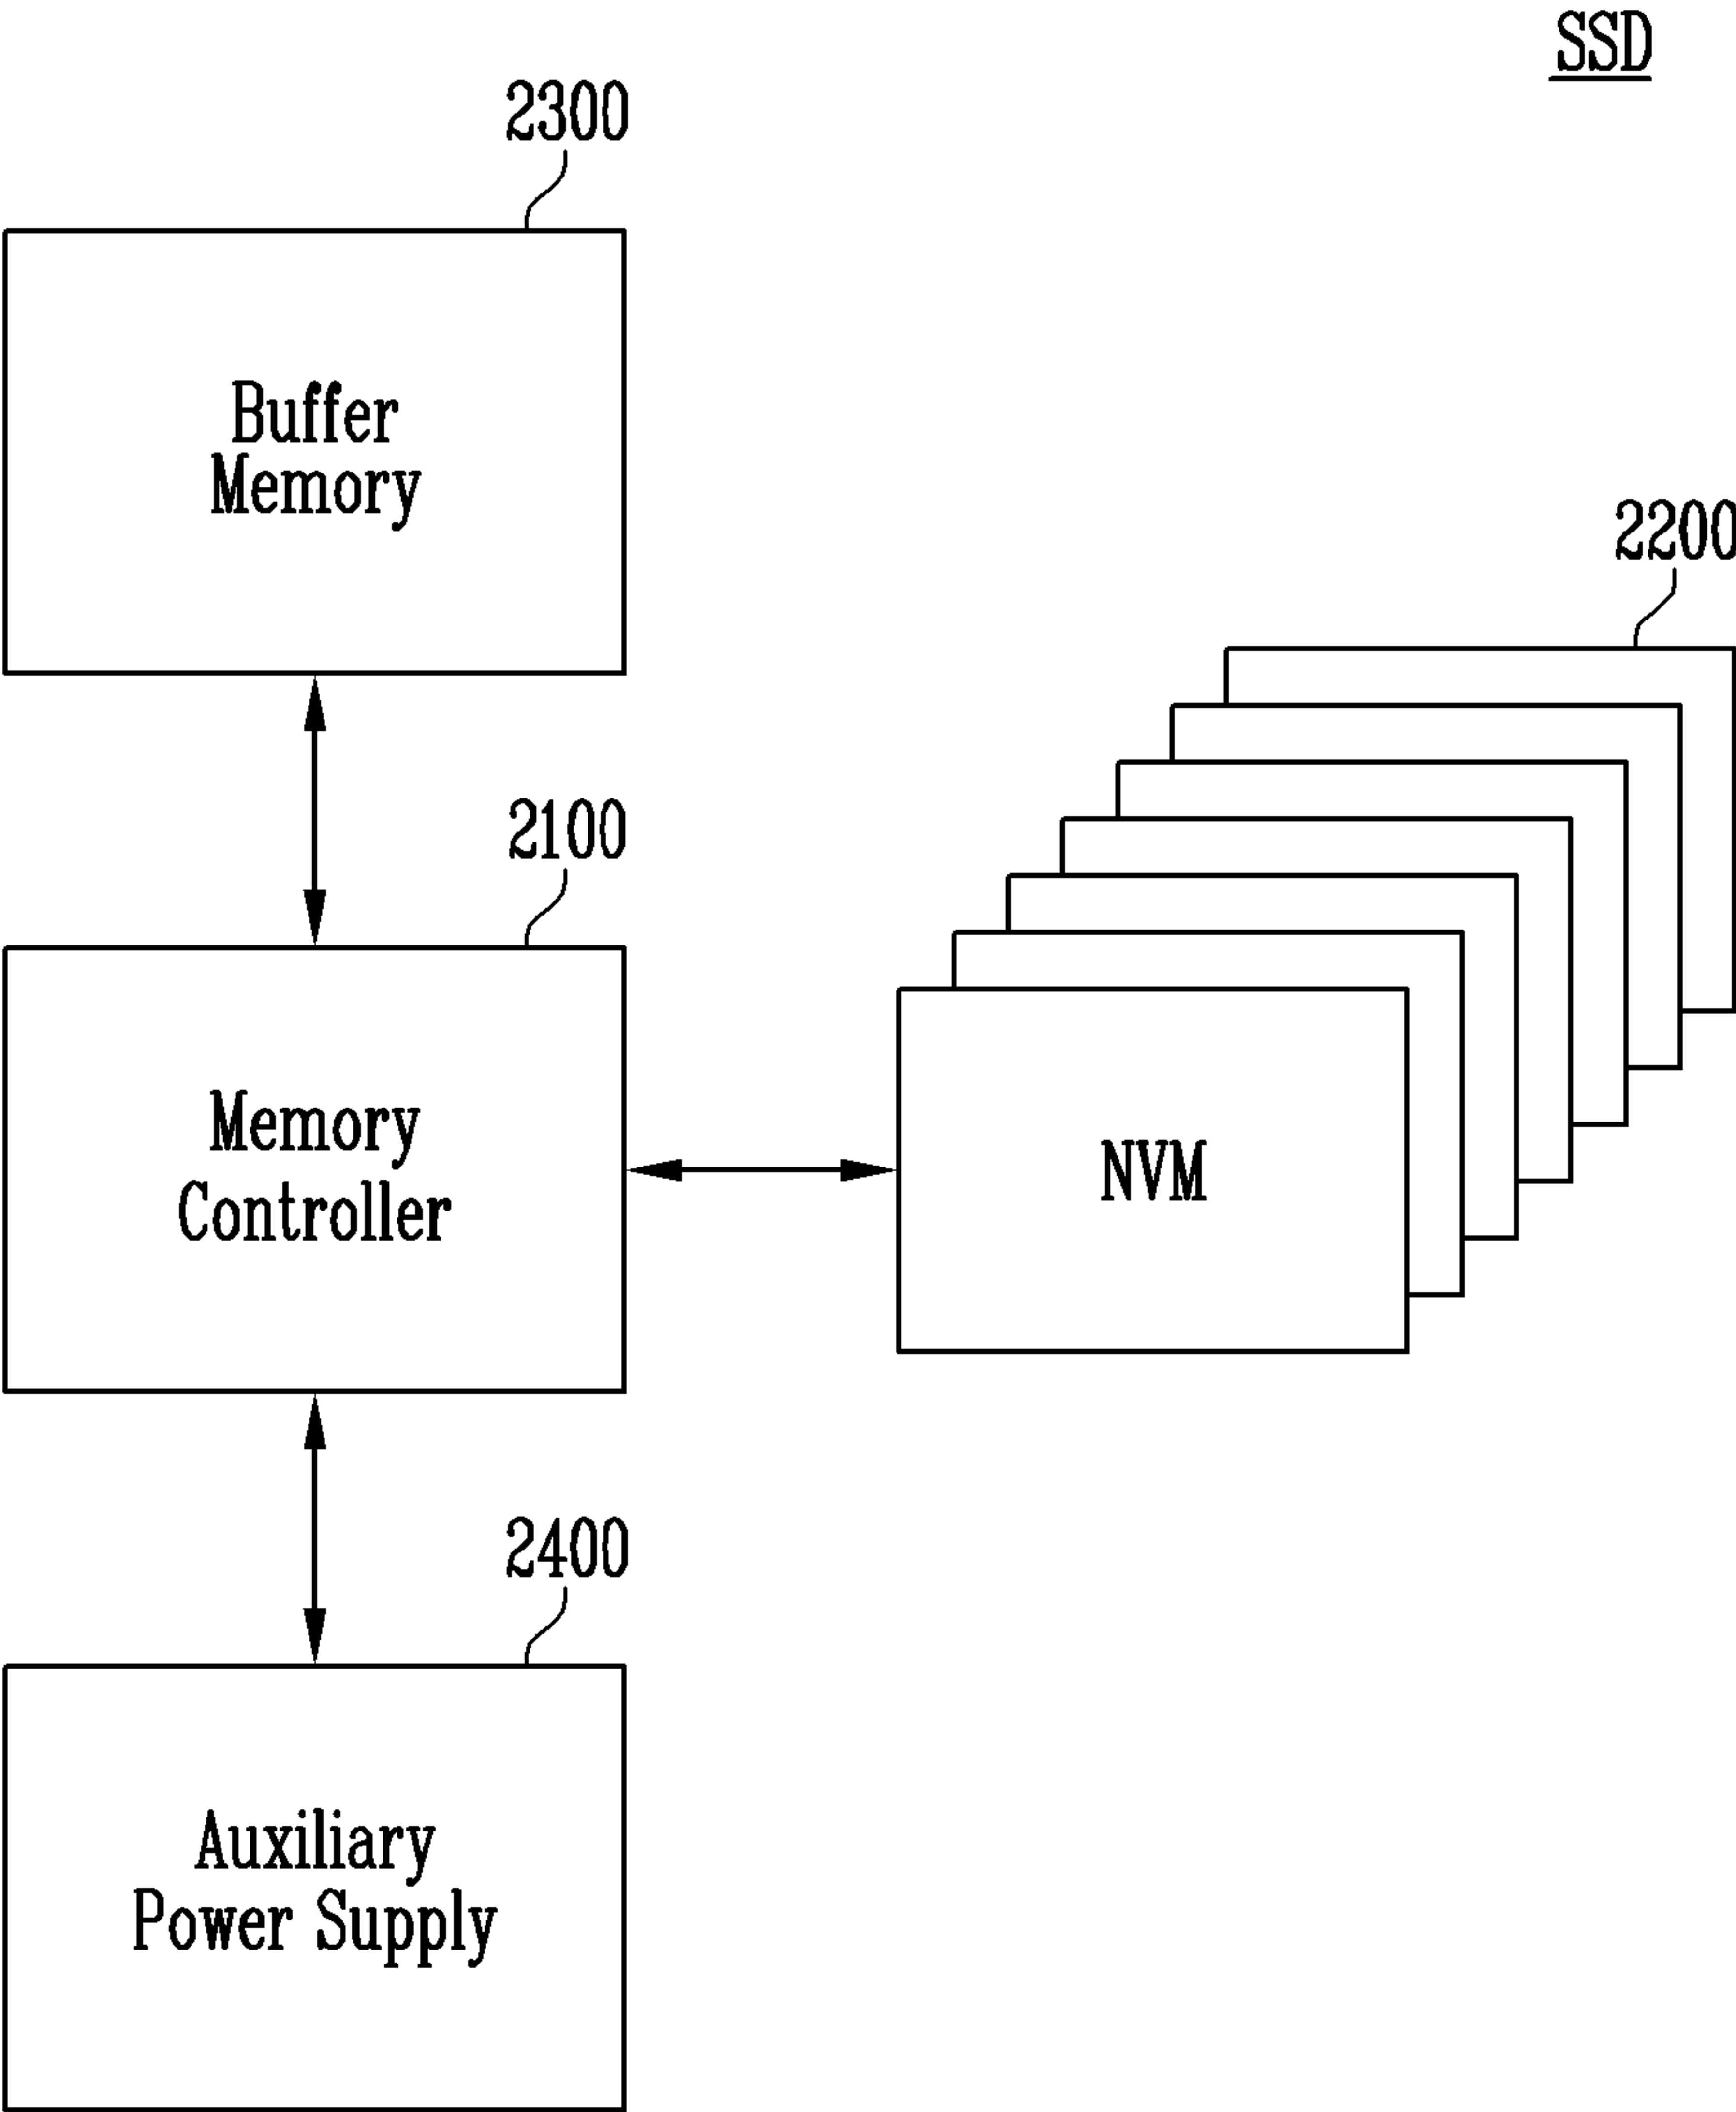 SSD
2300
Buffer
Memory
2200
2100
Memory
Controller
NVM
2400
Auxiliary
Power Supply